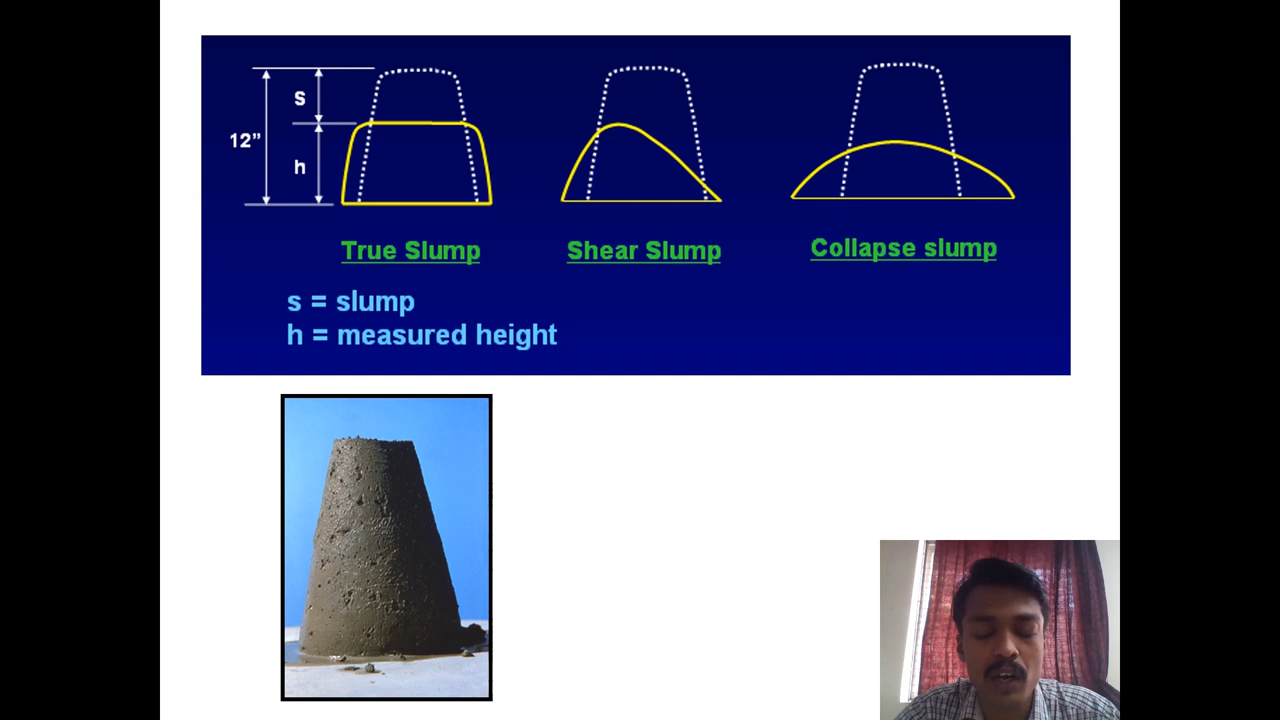 s
12”
h
True Slump
Shear Slump
Collapse slump
s = slump
h = measured height